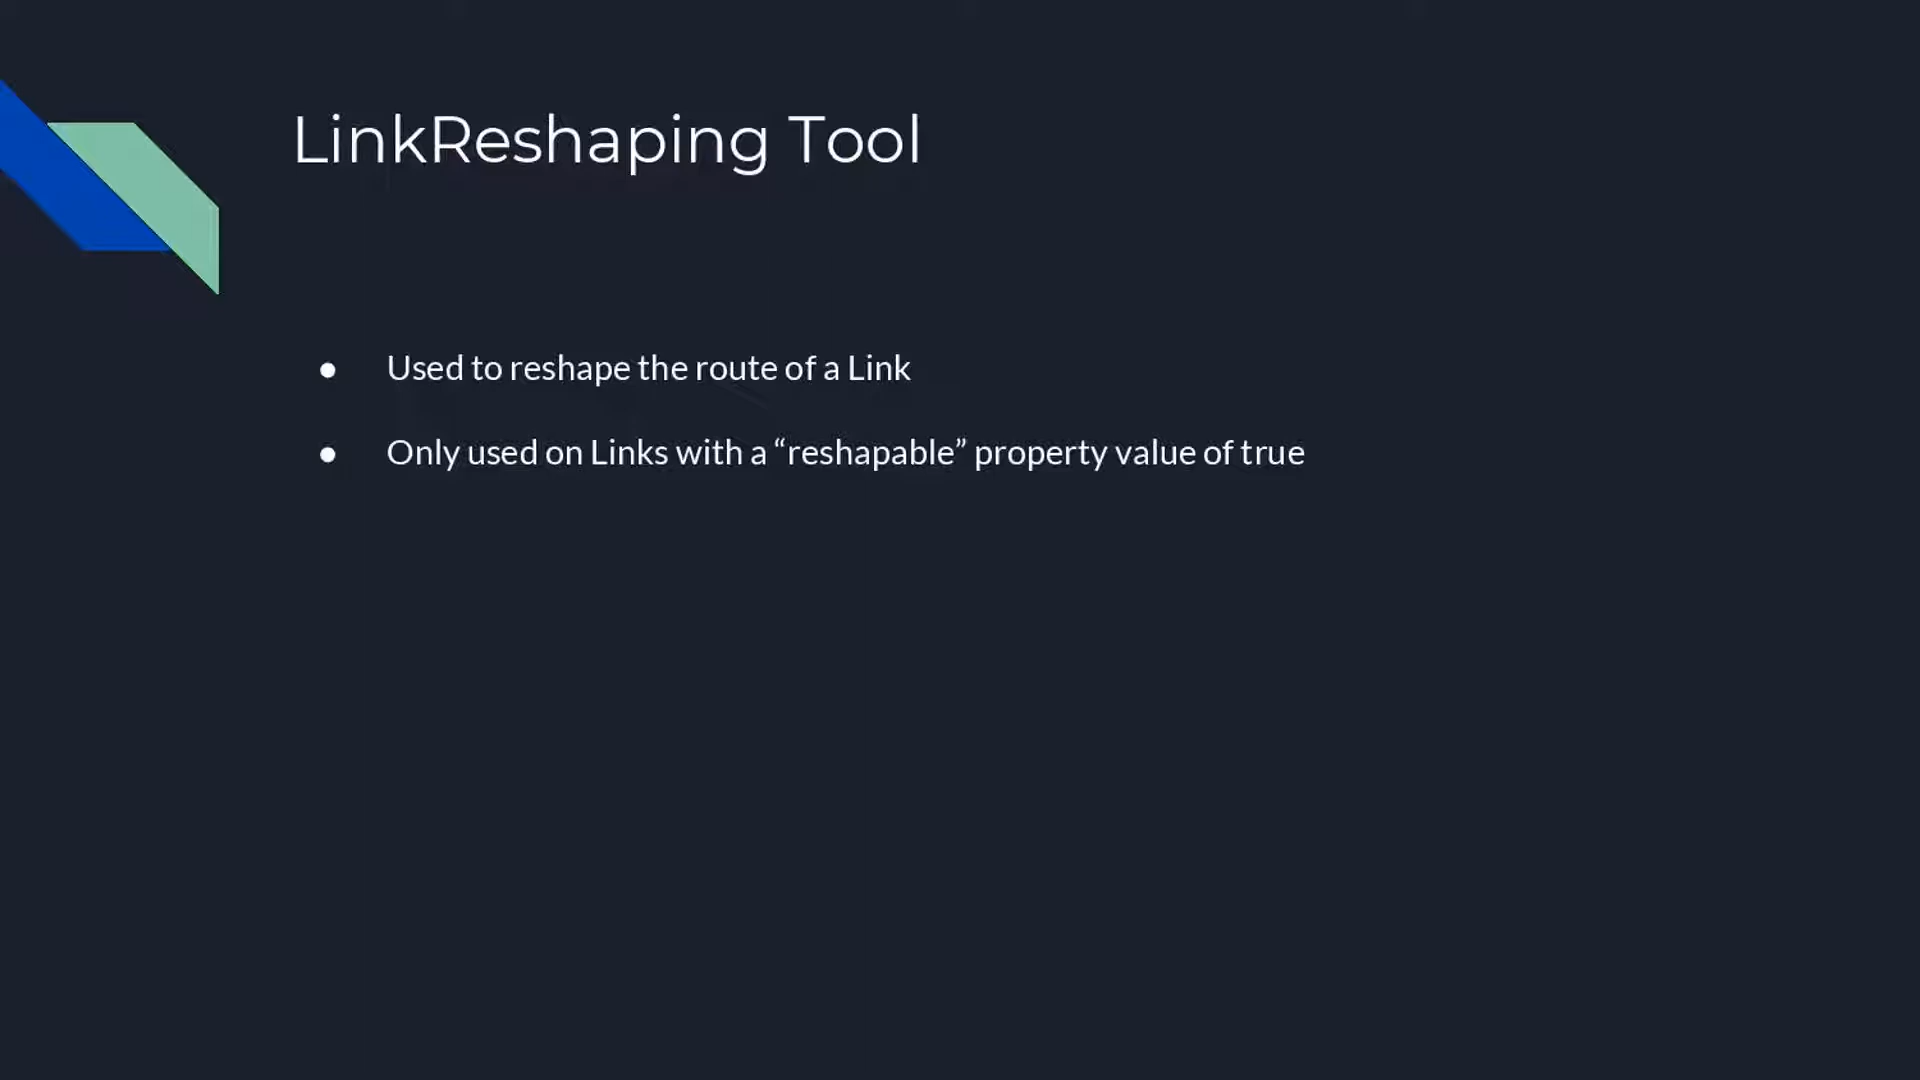 LinkReshaping Tool
● Used to reshape the route of a Link
● Only used on Links with a “reshapable” property value of true